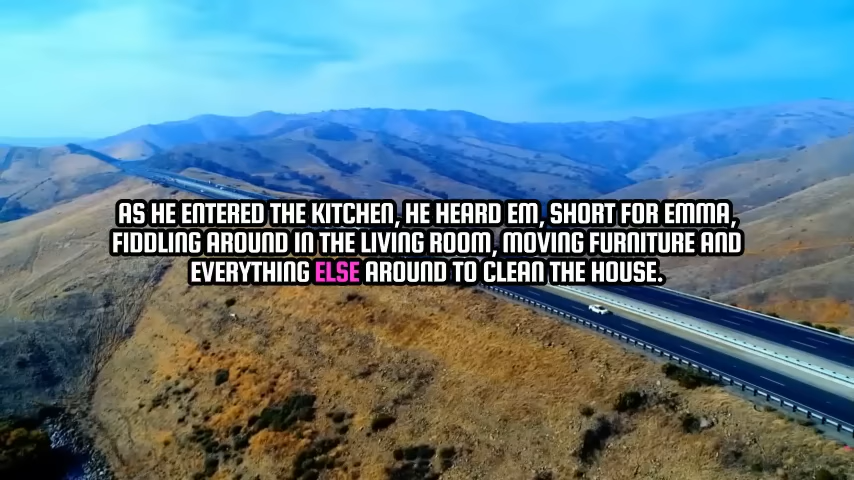 AS HE ENTERED THE KITCHEN, HE HEARD EM, SHORT FOR EMMA,
FIDDLING AROUND IN THE LIVING ROOM, MOVING FURNITURE AND
EVERYTHING ELSE AROUND TO CLEAN THE HOUSE.